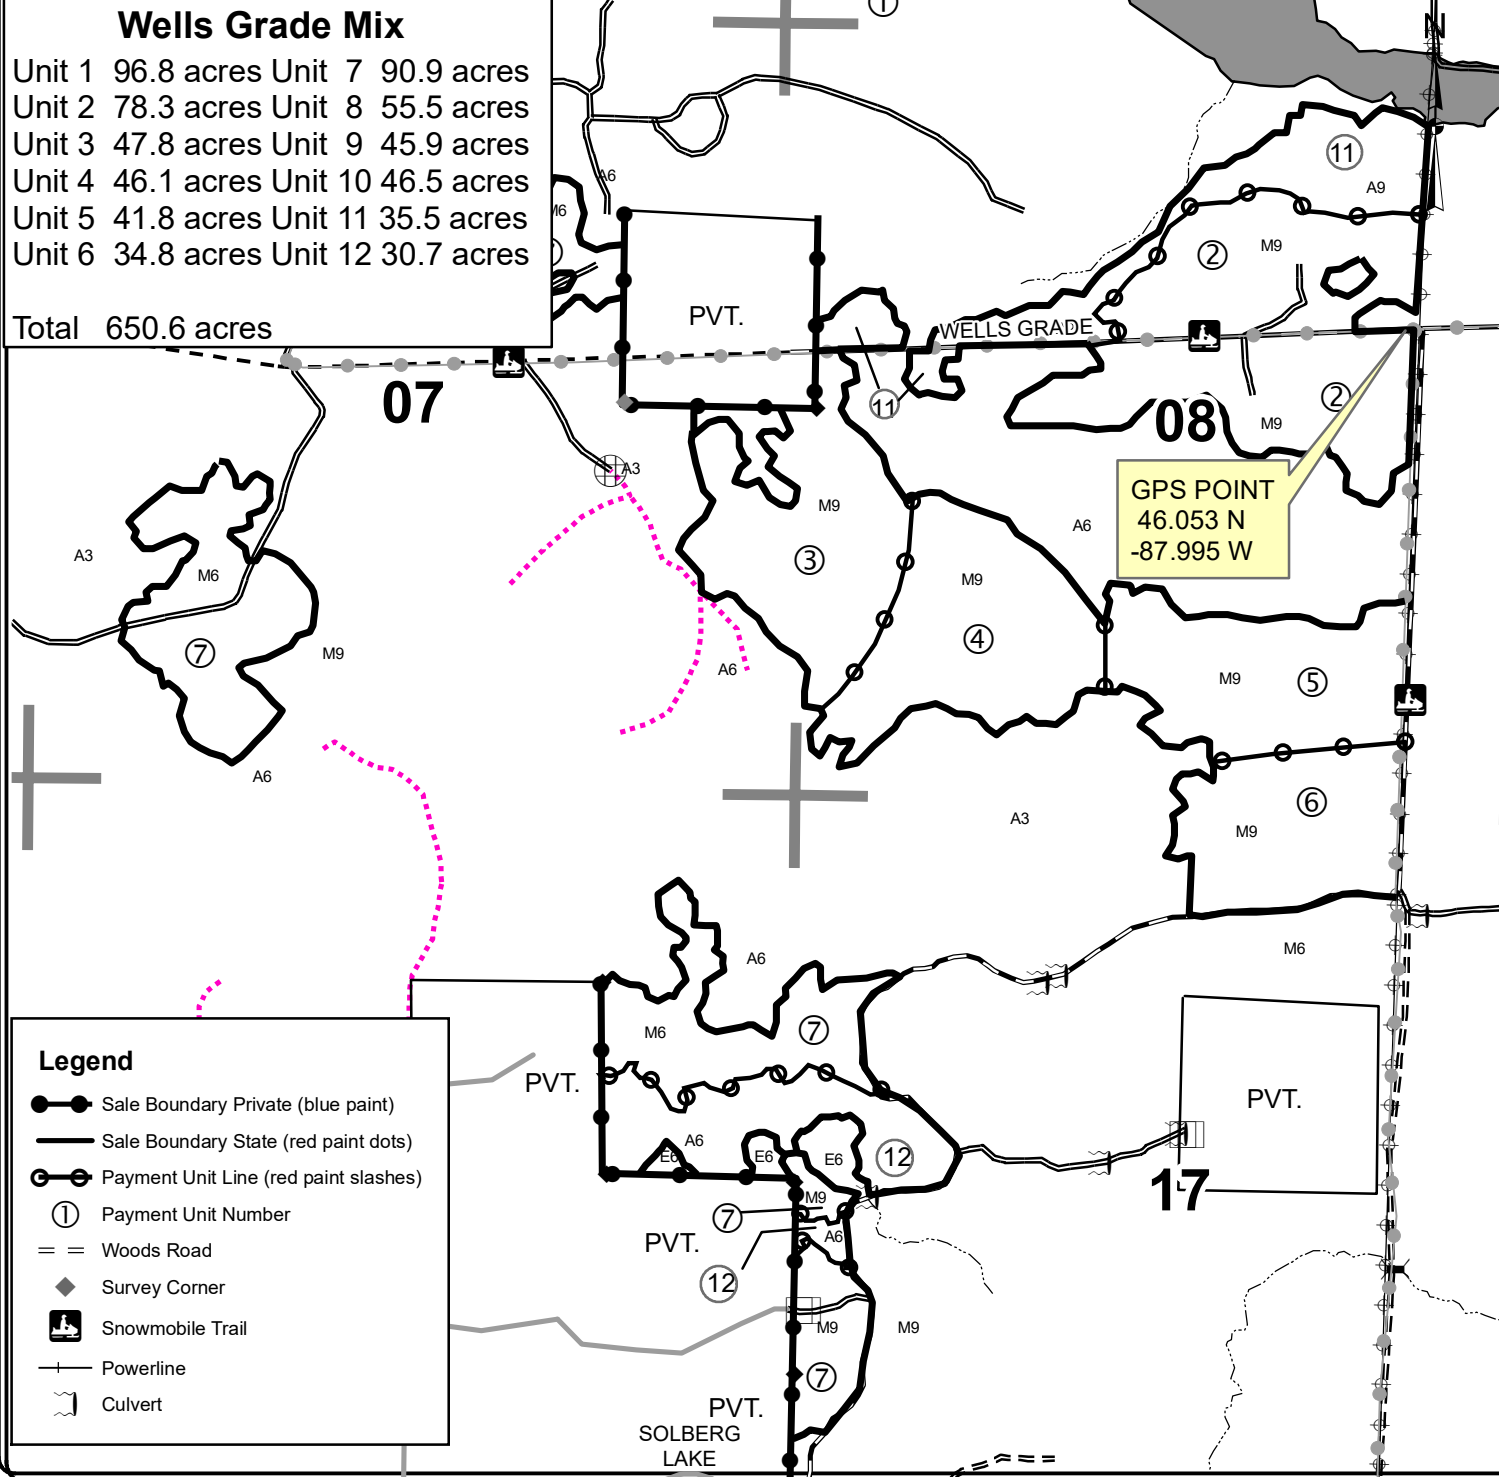 Wells Grade Mix
Unit 1 96.8 acres Unit 7 90.9 acres
Unit 2 78.3 acres Unit 8 55.5 acres
Unit 3 47.8 acres Unit 9 45.9 acres
Unit 4 46.1 acres Unit 10 46.5 acres
Unit 5 41.8 acres Unit 11 35.5 acres
Unit 6 34.8 acres Unit 12 30.7 acres
Total 650.6 acres
1
N
11
A9
A6
M6
2
M9
PVT.
WELLS GRADE
07
11
08
2
M9
A3
M9
GPS POINT
46.053 N
-87.995 W
A6
A3
M6
3
M9
4
7
M9
A6
M9
5
A6
6
A3
M9
A6
M6
M6
7
PVT.
PVT.
A6
E6
E6
E6
12
17
M9
7
A6
PVT.
12
M9
M9
7
PVT.
SOLBERG
LAKE
Legend
Sale Boundary Private (blue paint)
Sale Boundary State (red paint dots)
Payment Unit Line (red paint slashes)
1 Payment Unit Number
Woods Road
Survey Corner
Snowmobile Trail
Powerline
Culvert